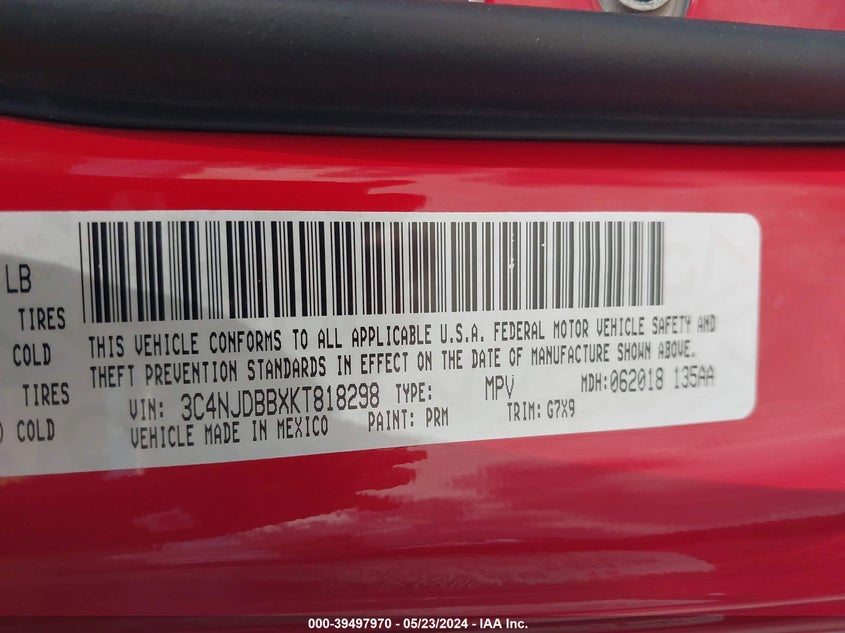 LB
TIRES
COLD
) COLD
THIS VEHICLE CONFORMS TO ALL APPLICABLE U.S.A. FEDERAL MOTOR VEHICLE SAFETY AND
THEFT PREVENTION STANDARDS IN EFFECT ON THE DATE OF MANUFACTURE SHOWN ABOVE.
VIN: 3C4NJDBBXKT818298 TYPE: MPV MDH:062018 135AA
VEHICLE MADE IN MEXICO PAINT: PRM TRIM: G7X9
000-39497970 - 05/23/2024 - IAA Inc.